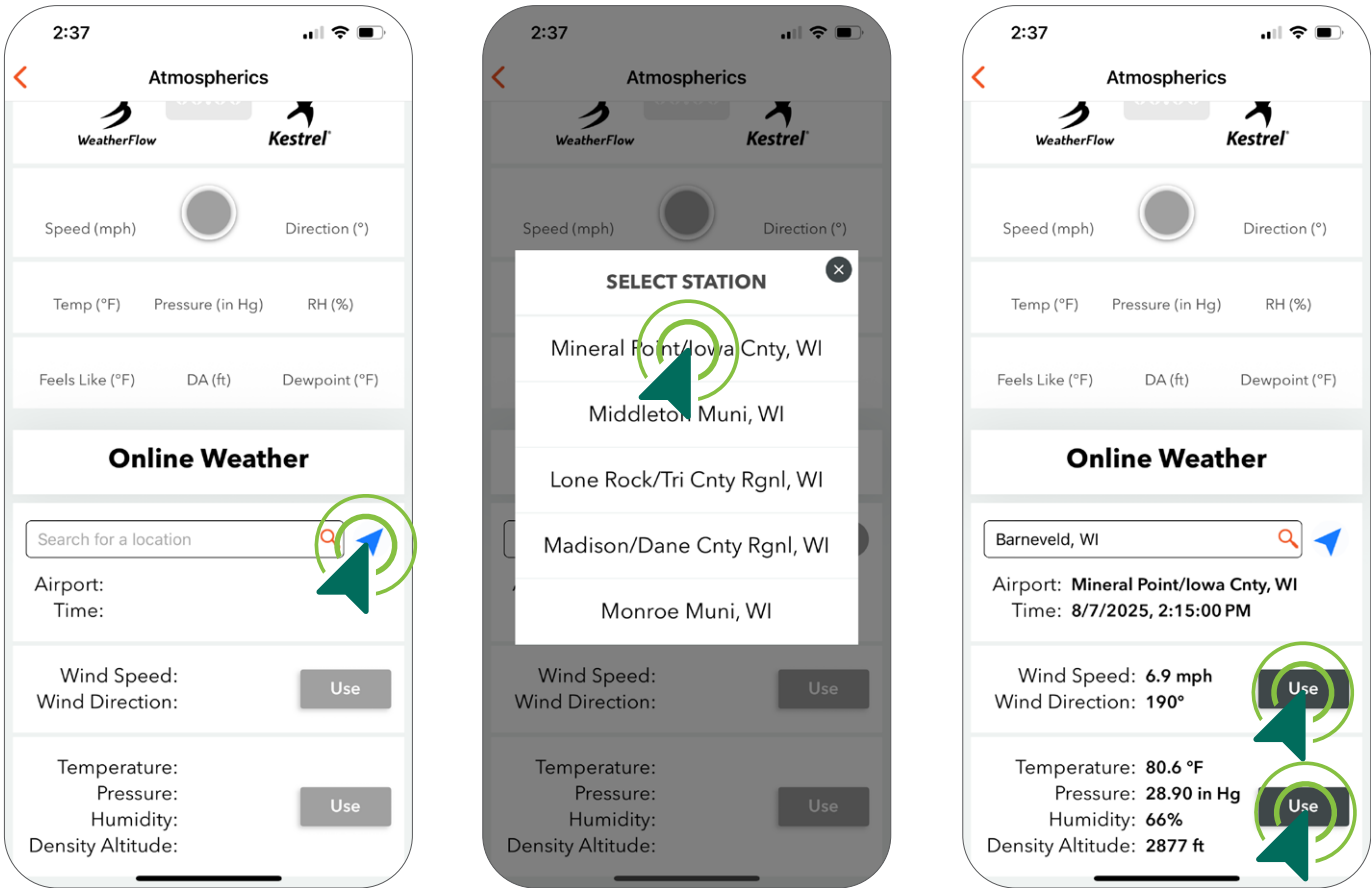 2:37
Atmospherics
WeatherFlow
Kestrel
Speed (mph)
Direction (°)
Temp (°F)
Pressure (in Hg)
RH (%)
Feels Like (°F)
DA (ft)
Dewpoint (°F)
Online Weather
Search for a location
Airport:
Time:
Wind Speed:
Wind Direction:
Use
Temperature:
Pressure:
Humidity:
Density Altitude:
Use
2:37
Atmospherics
WeatherFlow
Kestrel
Speed (mph)
Direction (°)
SELECT STATION
Mineral Point/Iowa Cnty, WI
Middleton Muni, WI
Lone Rock/Tri Cnty Rgnl, WI
Madison/Dane Cnty Rgnl, WI
Monroe Muni, WI
Wind Speed:
Wind Direction:
Use
Temperature:
Pressure:
Humidity:
Density Altitude:
Use
2:37
Atmospherics
WeatherFlow
Kestrel
Speed (mph)
Direction (°)
Temp (°F)
Pressure (in Hg)
RH (%)
Feels Like (°F)
DA (ft)
Dewpoint (°F)
Online Weather
Barneveld, WI
Airport: Mineral Point/Iowa Cnty, WI
Time: 8/7/2025, 2:15:00 PM
Wind Speed: 6.9 mph
Wind Direction: 190°
Use
Temperature: 80.6 °F
Pressure: 28.90 in Hg
Humidity: 66%
Density Altitude: 2877 ft
Use